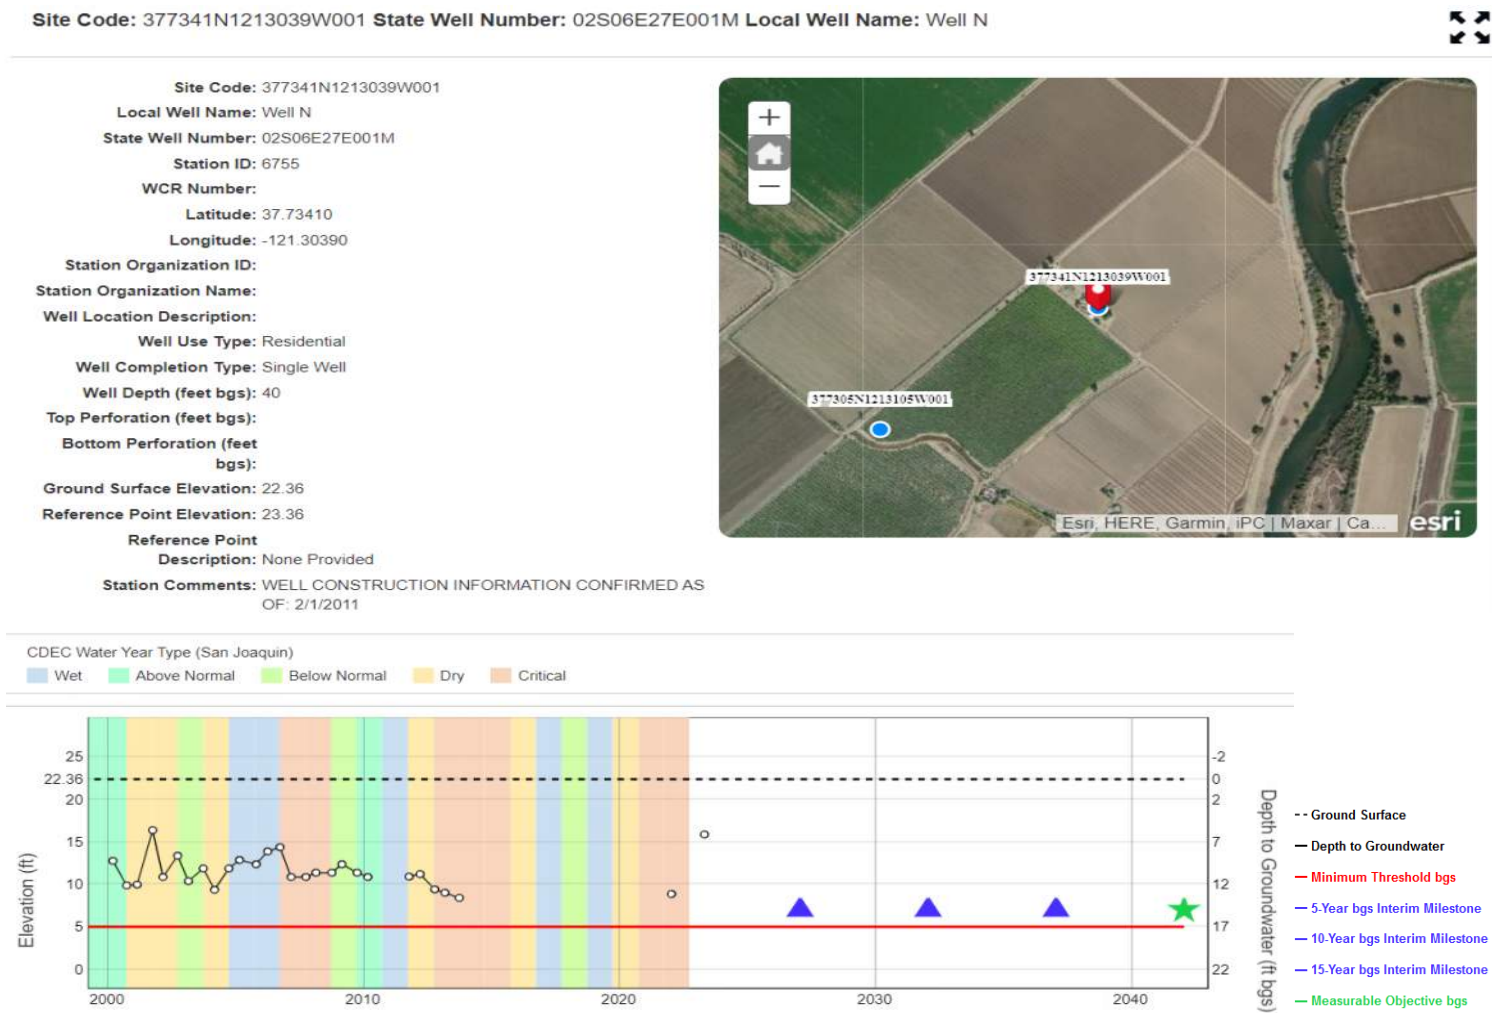 Site Code: 377341N1213039W001 State Well Number: 02S06E27E001M Local Well Name: Well N
Site Code: 377341N1213039W001
Local Well Name: Well N
State Well Number: 02S06E27E001M
Station ID: 6755
WCR Number:
Latitude: 37.73410
Longitude: -121.30390
Station Organization ID:
Station Organization Name:
Well Location Description:
Well Use Type: Residential
Well Completion Type: Single Well
Well Depth (feet bgs): 40
Top Perforation (feet bgs):
Bottom Perforation (feet
bgs):
Ground Surface Elevation: 22.36
Reference Point Elevation: 23.36
Reference Point
Description: None Provided
Station Comments: WELL CONSTRUCTION INFORMATION CONFIRMED AS
OF: 2/1/2011
+
−
377341N1213039W001
377305N1213105W001
Esri, HERE, Garmin, iPC | Maxar | Ca...
esri
CDEC Water Year Type (San Joaquin)
Wet Above Normal Below Normal Dry Critical
Elevation (ft)
25
22.36
20
15
10
5
0
2000 2010 2020 2030 2040
-2
0
2
7
12
17
22
Depth to Groundwater (ft bgs)
Ground Surface
Depth to Groundwater
Minimum Threshold bgs
5-Year bgs Interim Milestone
10-Year bgs Interim Milestone
15-Year bgs Interim Milestone
Measurable Objective bgs